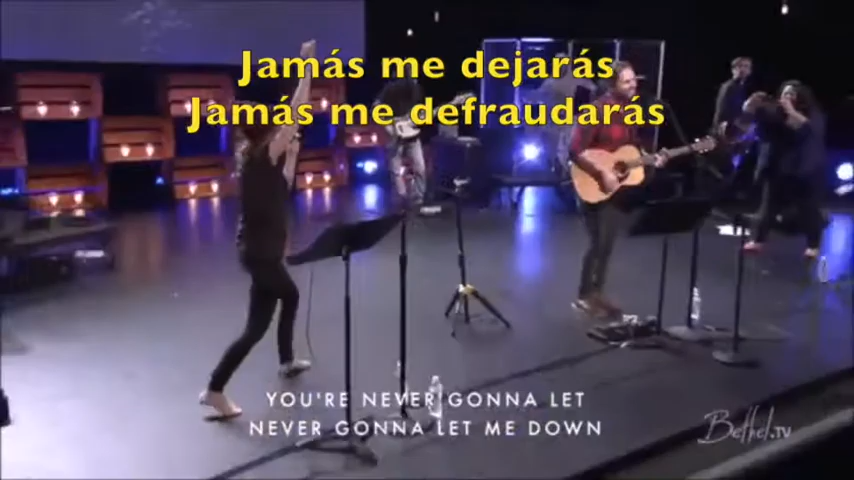 Jamás me dejarás
Jamás me defraudarás
YOU'RE NEVER GONNA LET
NEVER GONNA LET ME DOWN
Bethel.TV